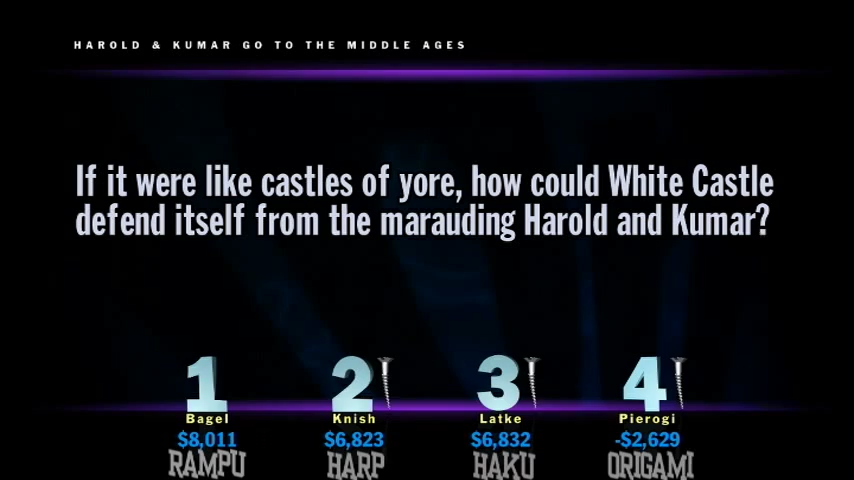 HAROLD & KUMAR GO TO THE MIDDLE AGES
If it were like castles of yore, how could White Castle
defend itself from the marauding Harold and Kumar?
1 2 3 4
Bagel Knish Latke Pierogi
$8,011 $6,823 $6,832 -$2,629
RAMPU HARP HAKU ORIGAMI